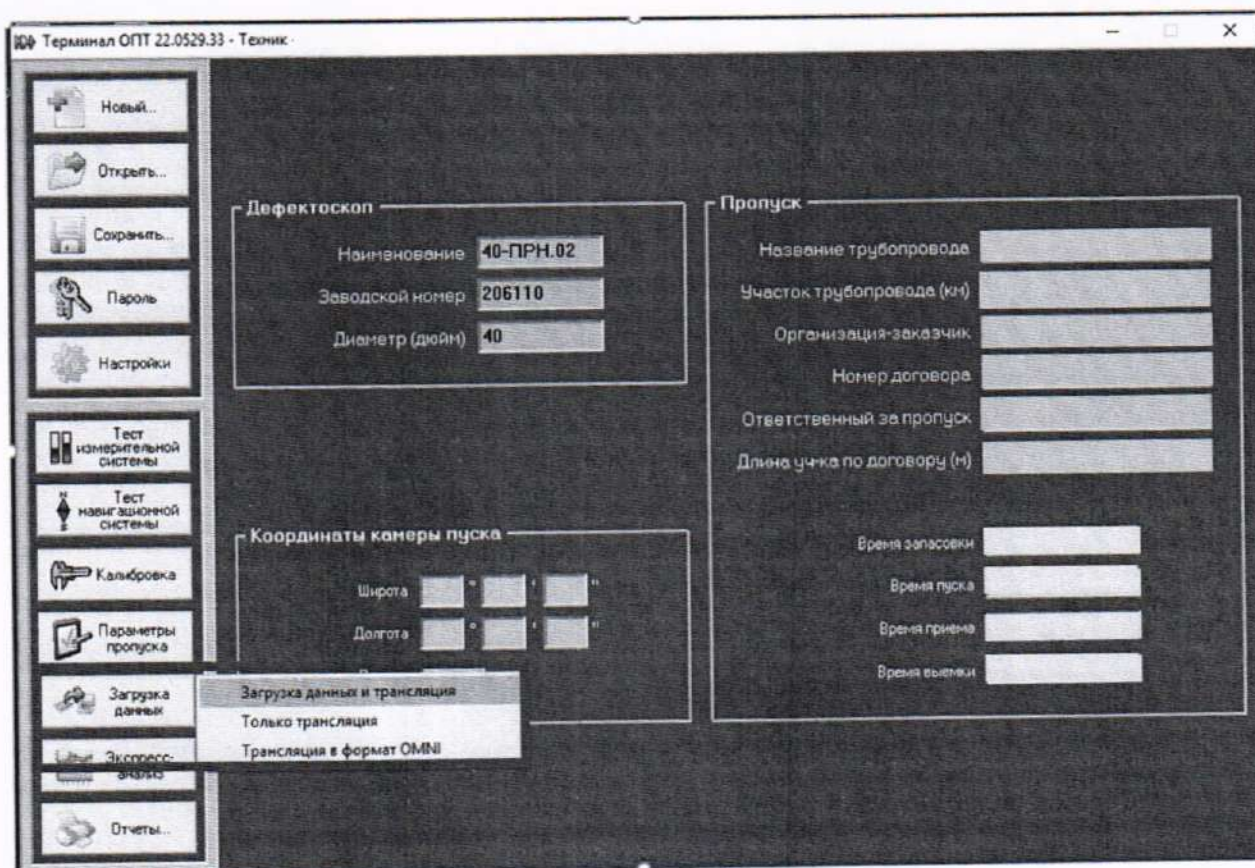 Терминал ОПТ 22.0529.33 - Техник
Новый...
Открыть...
Сохранить...
Пароль
Настройки
Тест
измерительной
системы
Тест
навигационной
системы
Калибровка
Параметры
пропуска
Загрузка
данных
Экспресс-
анализ
Отчеты...
Дефектоскоп
Наименование 40-ПРН.02
Заводской номер 206110
Диаметр (дюйм) 40
Координаты камеры пуска
Широта ° ' "
Долгота ° ' "
Загрузка данных и трансляция
Только трансляция
Трансляция в формат OMNI
Пропуск
Название трубопровода
Участок трубопровода (км)
Организация-заказчик
Номер договора
Ответственный за пропуск
Длина уч-ка по договору (м)
Время запасовки
Время пуска
Время приема
Время выемки